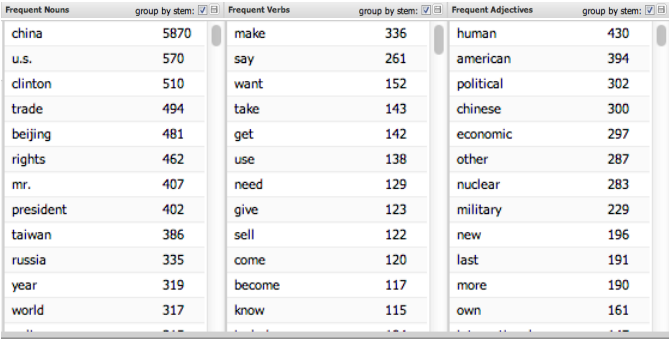 Frequent Nouns group by stem: Frequent Verbs group by stem: Frequent Adjectives group by stem:
china 5870 make 336 human 430
u.s. 570 say 261 american 394
clinton 510 want 152 political 302
trade 494 take 143 chinese 300
beijing 481 get 142 economic 297
rights 462 use 138 other 287
mr. 407 need 129 nuclear 283
president 402 give 123 military 229
taiwan 386 sell 122 new 196
russia 335 come 120 last 191
year 319 become 117 more 190
world 317 know 115 own 161